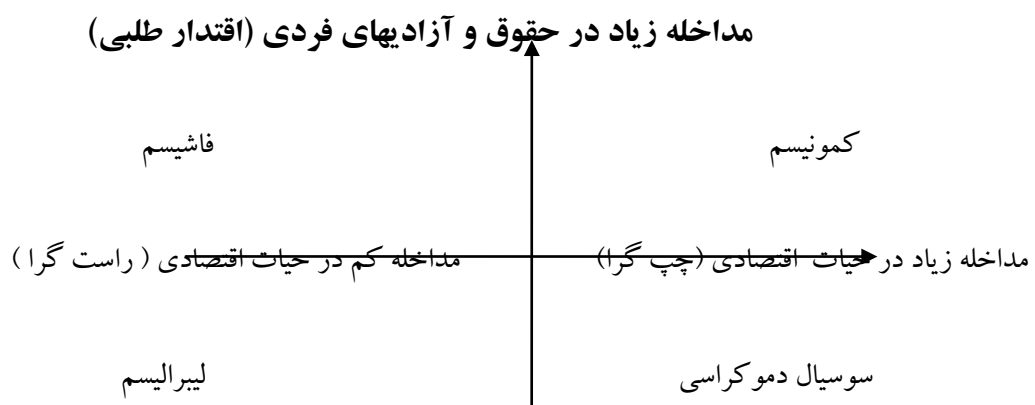 مداخله زیاد در حقوق و آزادیهای فردی (اقتدار طلبی)
کمونیسم
فاشیسم
مداخله زیاد در حیات اقتصادی (چپ گرا)
مداخله کم در حیات اقتصادی ( راست گرا )
سوسیال دموکراسی
لیبرالیسم